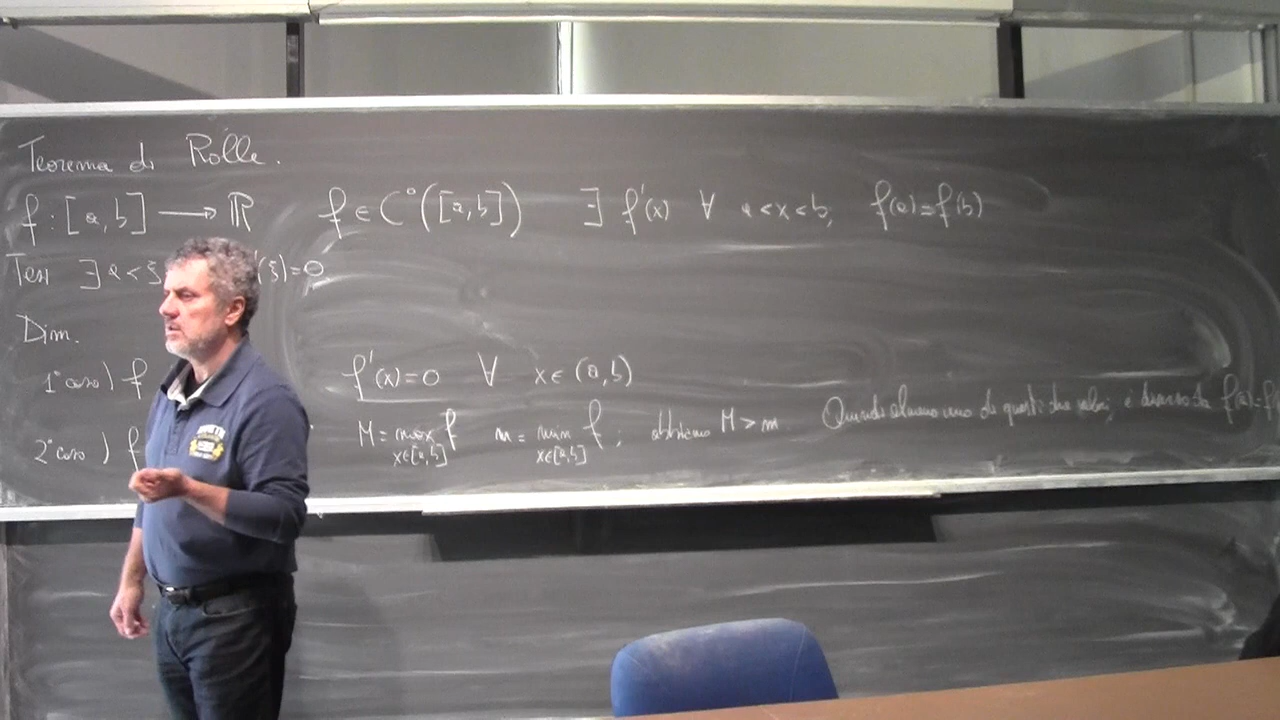 Teorema di Rolle.
f : [a,b] → ℝ f ∈ C°([a,b]) ∃ f'(x) ∀ a<x<b, f(a)=f(b)
Tesi ∃ a<ξ '(ξ)=0
Dim.
1° caso) f f'(x)=0 ∀ x∈(a,b)
2° caso) f M = max f x∈[a,b] m = min f x∈[a,b] ; abbiamo M>m. Quindi almeno uno di questi due valori, è diverso da f(a)=f